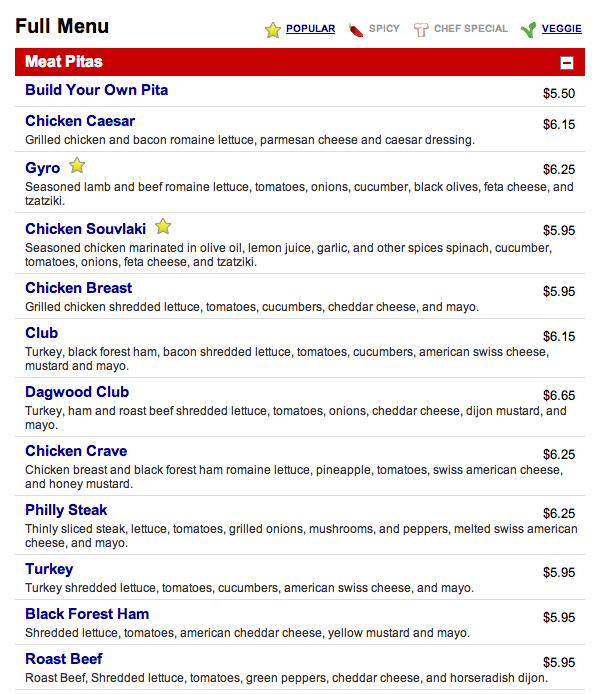 Full Menu
POPULAR SPICY CHEF SPECIAL VEGGIE
Meat Pitas
Build Your Own Pita $5.50
Chicken Caesar $6.15
Grilled chicken and bacon romaine lettuce, parmesan cheese and caesar dressing.
Gyro $6.25
Seasoned lamb and beef romaine lettuce, tomatoes, onions, cucumber, black olives, feta cheese, and
tzatziki.
Chicken Souvlaki $5.95
Seasoned chicken marinated in olive oil, lemon juice, garlic, and other spices spinach, cucumber,
tomatoes, onions, feta cheese, and tzatziki.
Chicken Breast $5.95
Grilled chicken shredded lettuce, tomatoes, cucumbers, cheddar cheese, and mayo.
Club $6.15
Turkey, black forest ham, bacon shredded lettuce, tomatoes, cucumbers, american swiss cheese,
mustard and mayo.
Dagwood Club $6.65
Turkey, ham and roast beef shredded lettuce, tomatoes, onions, cheddar cheese, dijon mustard, and
mayo.
Chicken Crave $6.25
Chicken breast and black forest ham romaine lettuce, pineapple, tomatoes, swiss american cheese,
and honey mustard.
Philly Steak $6.25
Thinly sliced steak, lettuce, tomatoes, grilled onions, mushrooms, and peppers, melted swiss american
cheese, and mayo.
Turkey $5.95
Turkey shredded lettuce, tomatoes, cucumbers, american swiss cheese, and mayo.
Black Forest Ham $5.95
Shredded lettuce, tomatoes, american cheddar cheese, yellow mustard and mayo.
Roast Beef $5.95
Roast Beef, Shredded lettuce, tomatoes, green peppers, cheddar cheese, and horseradish dijon.